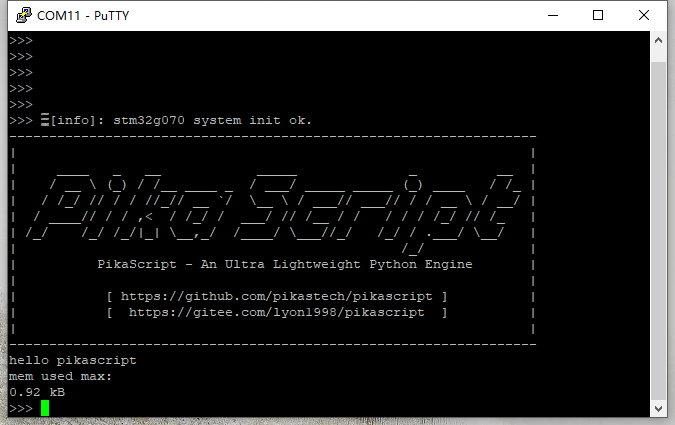 COM11 - PuTTY
>>>
>>>
>>>
>>>
>>>
>>> [info]: stm32g070 system init ok.
PikaScript
PikaScript - An Ultra Lightweight Python Engine
[ https://github.com/pikastech/pikascript ]
[ https://gitee.com/lyon1998/pikascript ]
hello pikascript
mem used max:
0.92 kB
>>>